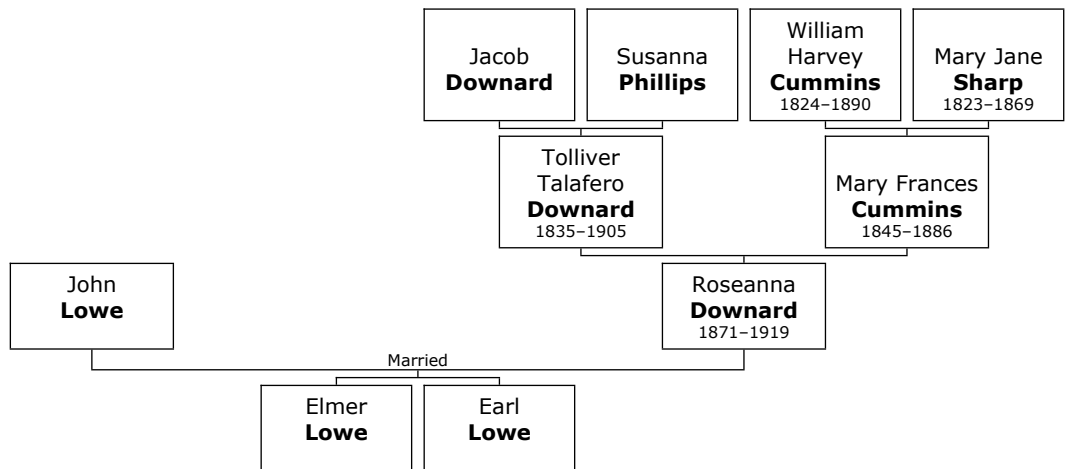 Jacob
Downard
Susanna
Phillips
William
Harvey
Cummins
1824–1890
Mary Jane
Sharp
1823–1869
Tolliver
Talafero
Downard
1835–1905
Mary Frances
Cummins
1845–1886
John
Lowe
Roseanna
Downard
1871–1919
Married
Elmer
Lowe
Earl
Lowe